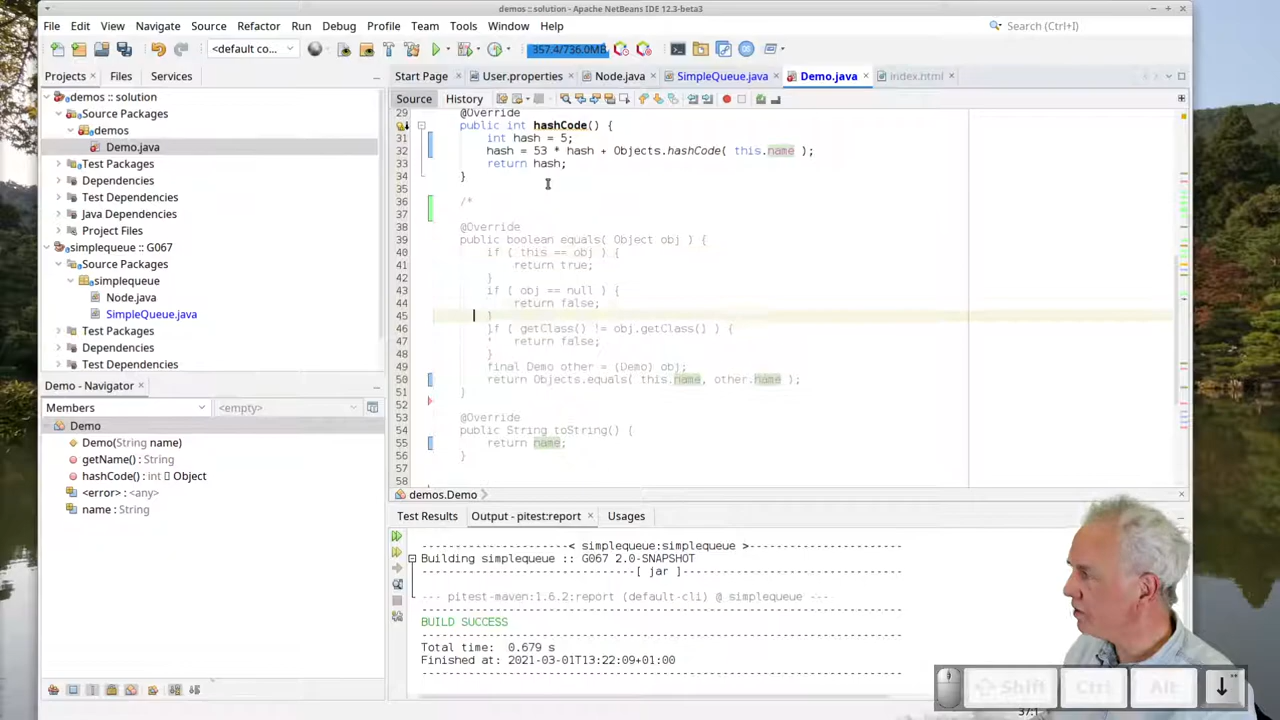 demos :: solution - Apache NetBeans IDE 12.3-beta3
File Edit View Navigate Source Refactor Run Debug Profile Team Tools Window Help
Search (Ctrl+I)
<default co...
357.4/736.0MB
Projects Files Services
Start Page User.properties Node.java SimpleQueue.java Demo.java index.html
Source History
demos :: solution
Source Packages
demos
Demo.java
Test Packages
Dependencies
Test Dependencies
Java Dependencies
Project Files
simplequeue :: G067
Source Packages
simplequeue
Node.java
SimpleQueue.java
Test Packages
Dependencies
Test Dependencies
Demo - Navigator
Members <empty>
Demo
Demo(String name)
getName() : String
hashCode() : int Object
<error> : <any>
name : String
29 @Override
public int hashCode() {
31 int hash = 5;
32 hash = 53 * hash + Objects.hashCode( this.name );
33 return hash;
34 }
35
36 /*
37
38 @Override
39 public boolean equals( Object obj ) {
40 if ( this == obj ) {
41 return true;
42 }
43 if ( obj == null ) {
44 return false;
45 }
46 if ( getClass() != obj.getClass() ) {
47 return false;
48 }
49 final Demo other = (Demo) obj;
50 return Objects.equals( this.name, other.name );
51 }
52
53 @Override
54 public String toString() {
55 return name;
56 }
57
58
demos.Demo
Test Results Output - pitest:report Usages
---------------------< simplequeue:simplequeue >----------------------
Building simplequeue :: G067 2.0-SNAPSHOT
--------------------------------[ jar ]---------------------------------
--- pitest-maven:1.6.2:report (default-cli) @ simplequeue ---
BUILD SUCCESS
Total time: 0.679 s
Finished at: 2021-03-01T13:22:09+01:00
Shift Ctrl Alt
37:1